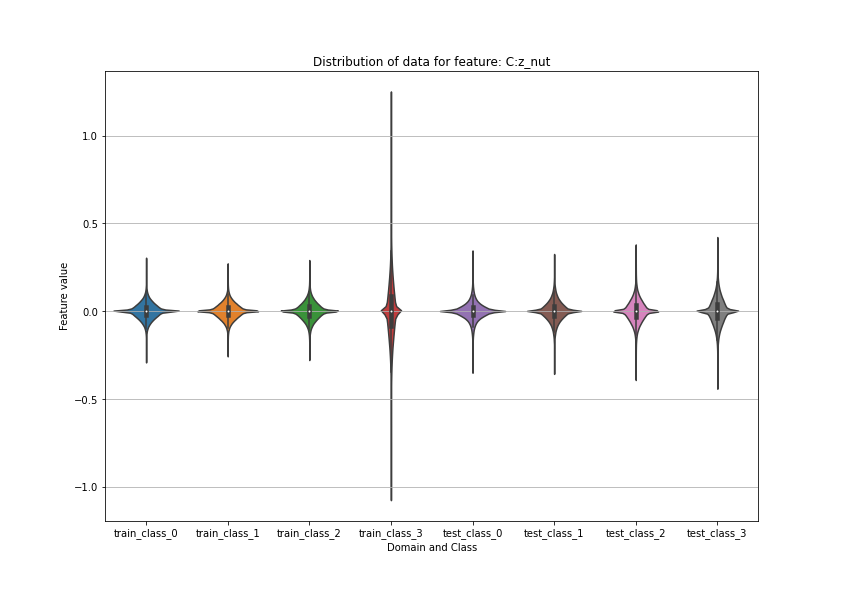 Distribution of data for feature: C:z_nut
1.0
0.5
0.0
−0.5
−1.0
Feature value
train_class_0 train_class_1 train_class_2 train_class_3 test_class_0 test_class_1 test_class_2 test_class_3
Domain and Class